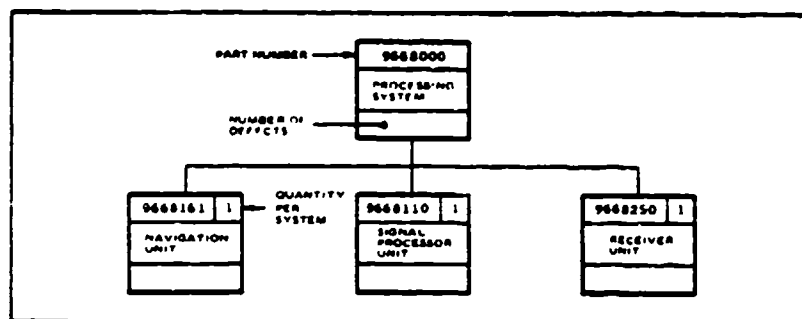 PART NUMBER
9668000
PROCESSING
SYSTEM
NUMBER OF
DEFECTS
9668161 1
QUANTITY
PER
SYSTEM
NAVIGATION
UNIT
9668110 1
SIGNAL
PROCESSOR
UNIT
9668250 1
RECEIVER
UNIT